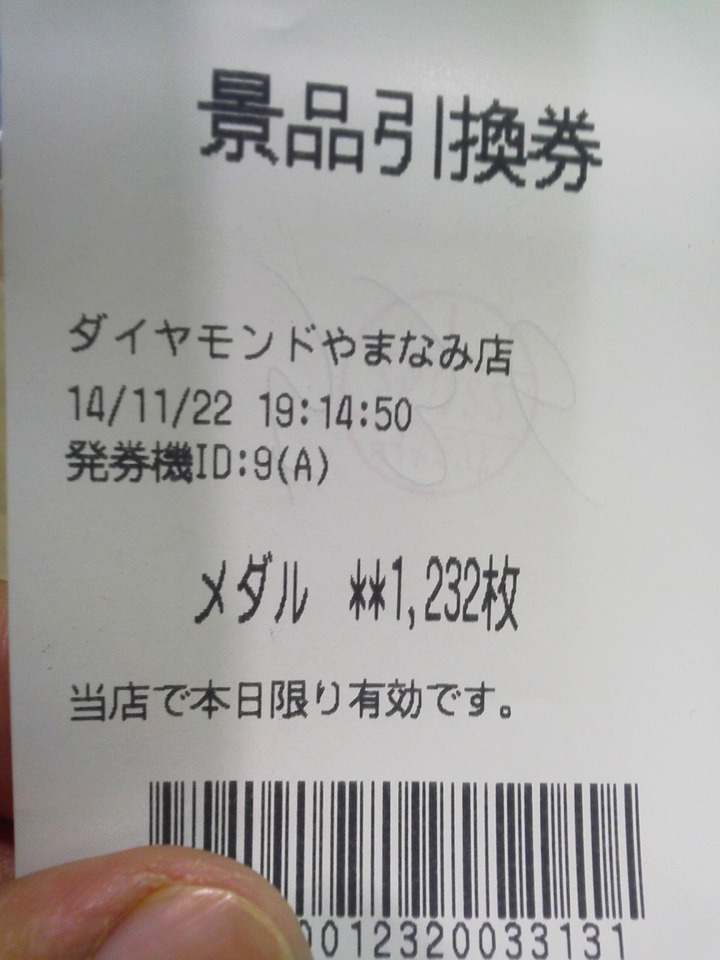 景品引換券
ダイヤモンドやまなみ店
14/11/22 19:14:50
発券機ID:9(A)
メダル **1,232枚
当店で本日限り有効です。
0012320033131